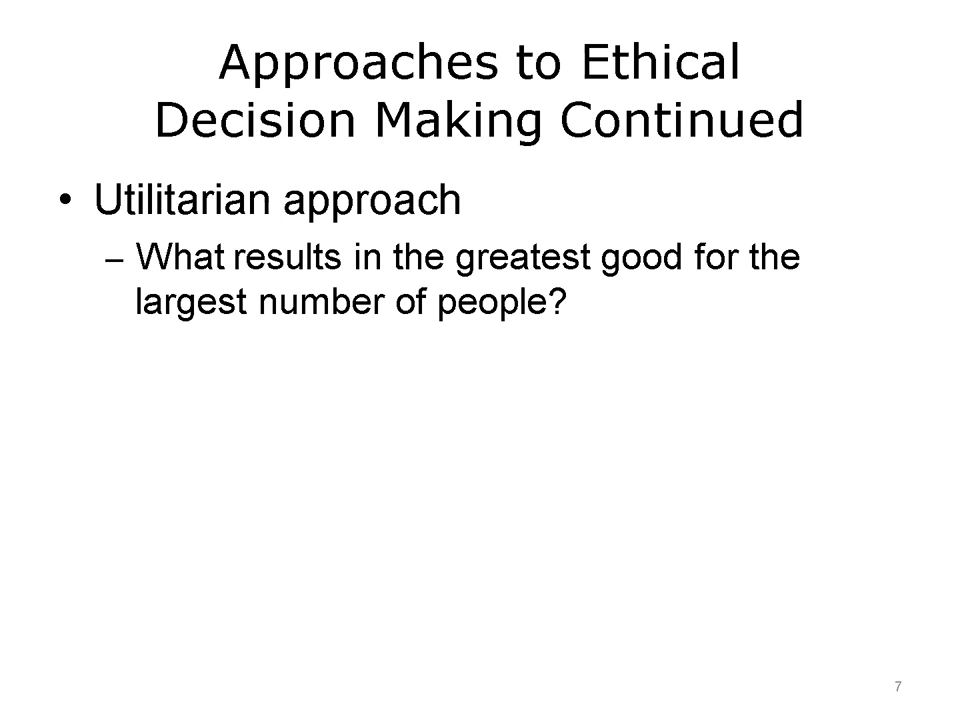 Approaches to Ethical
Decision Making Continued
• Utilitarian approach
– What results in the greatest good for the
largest number of people?
7